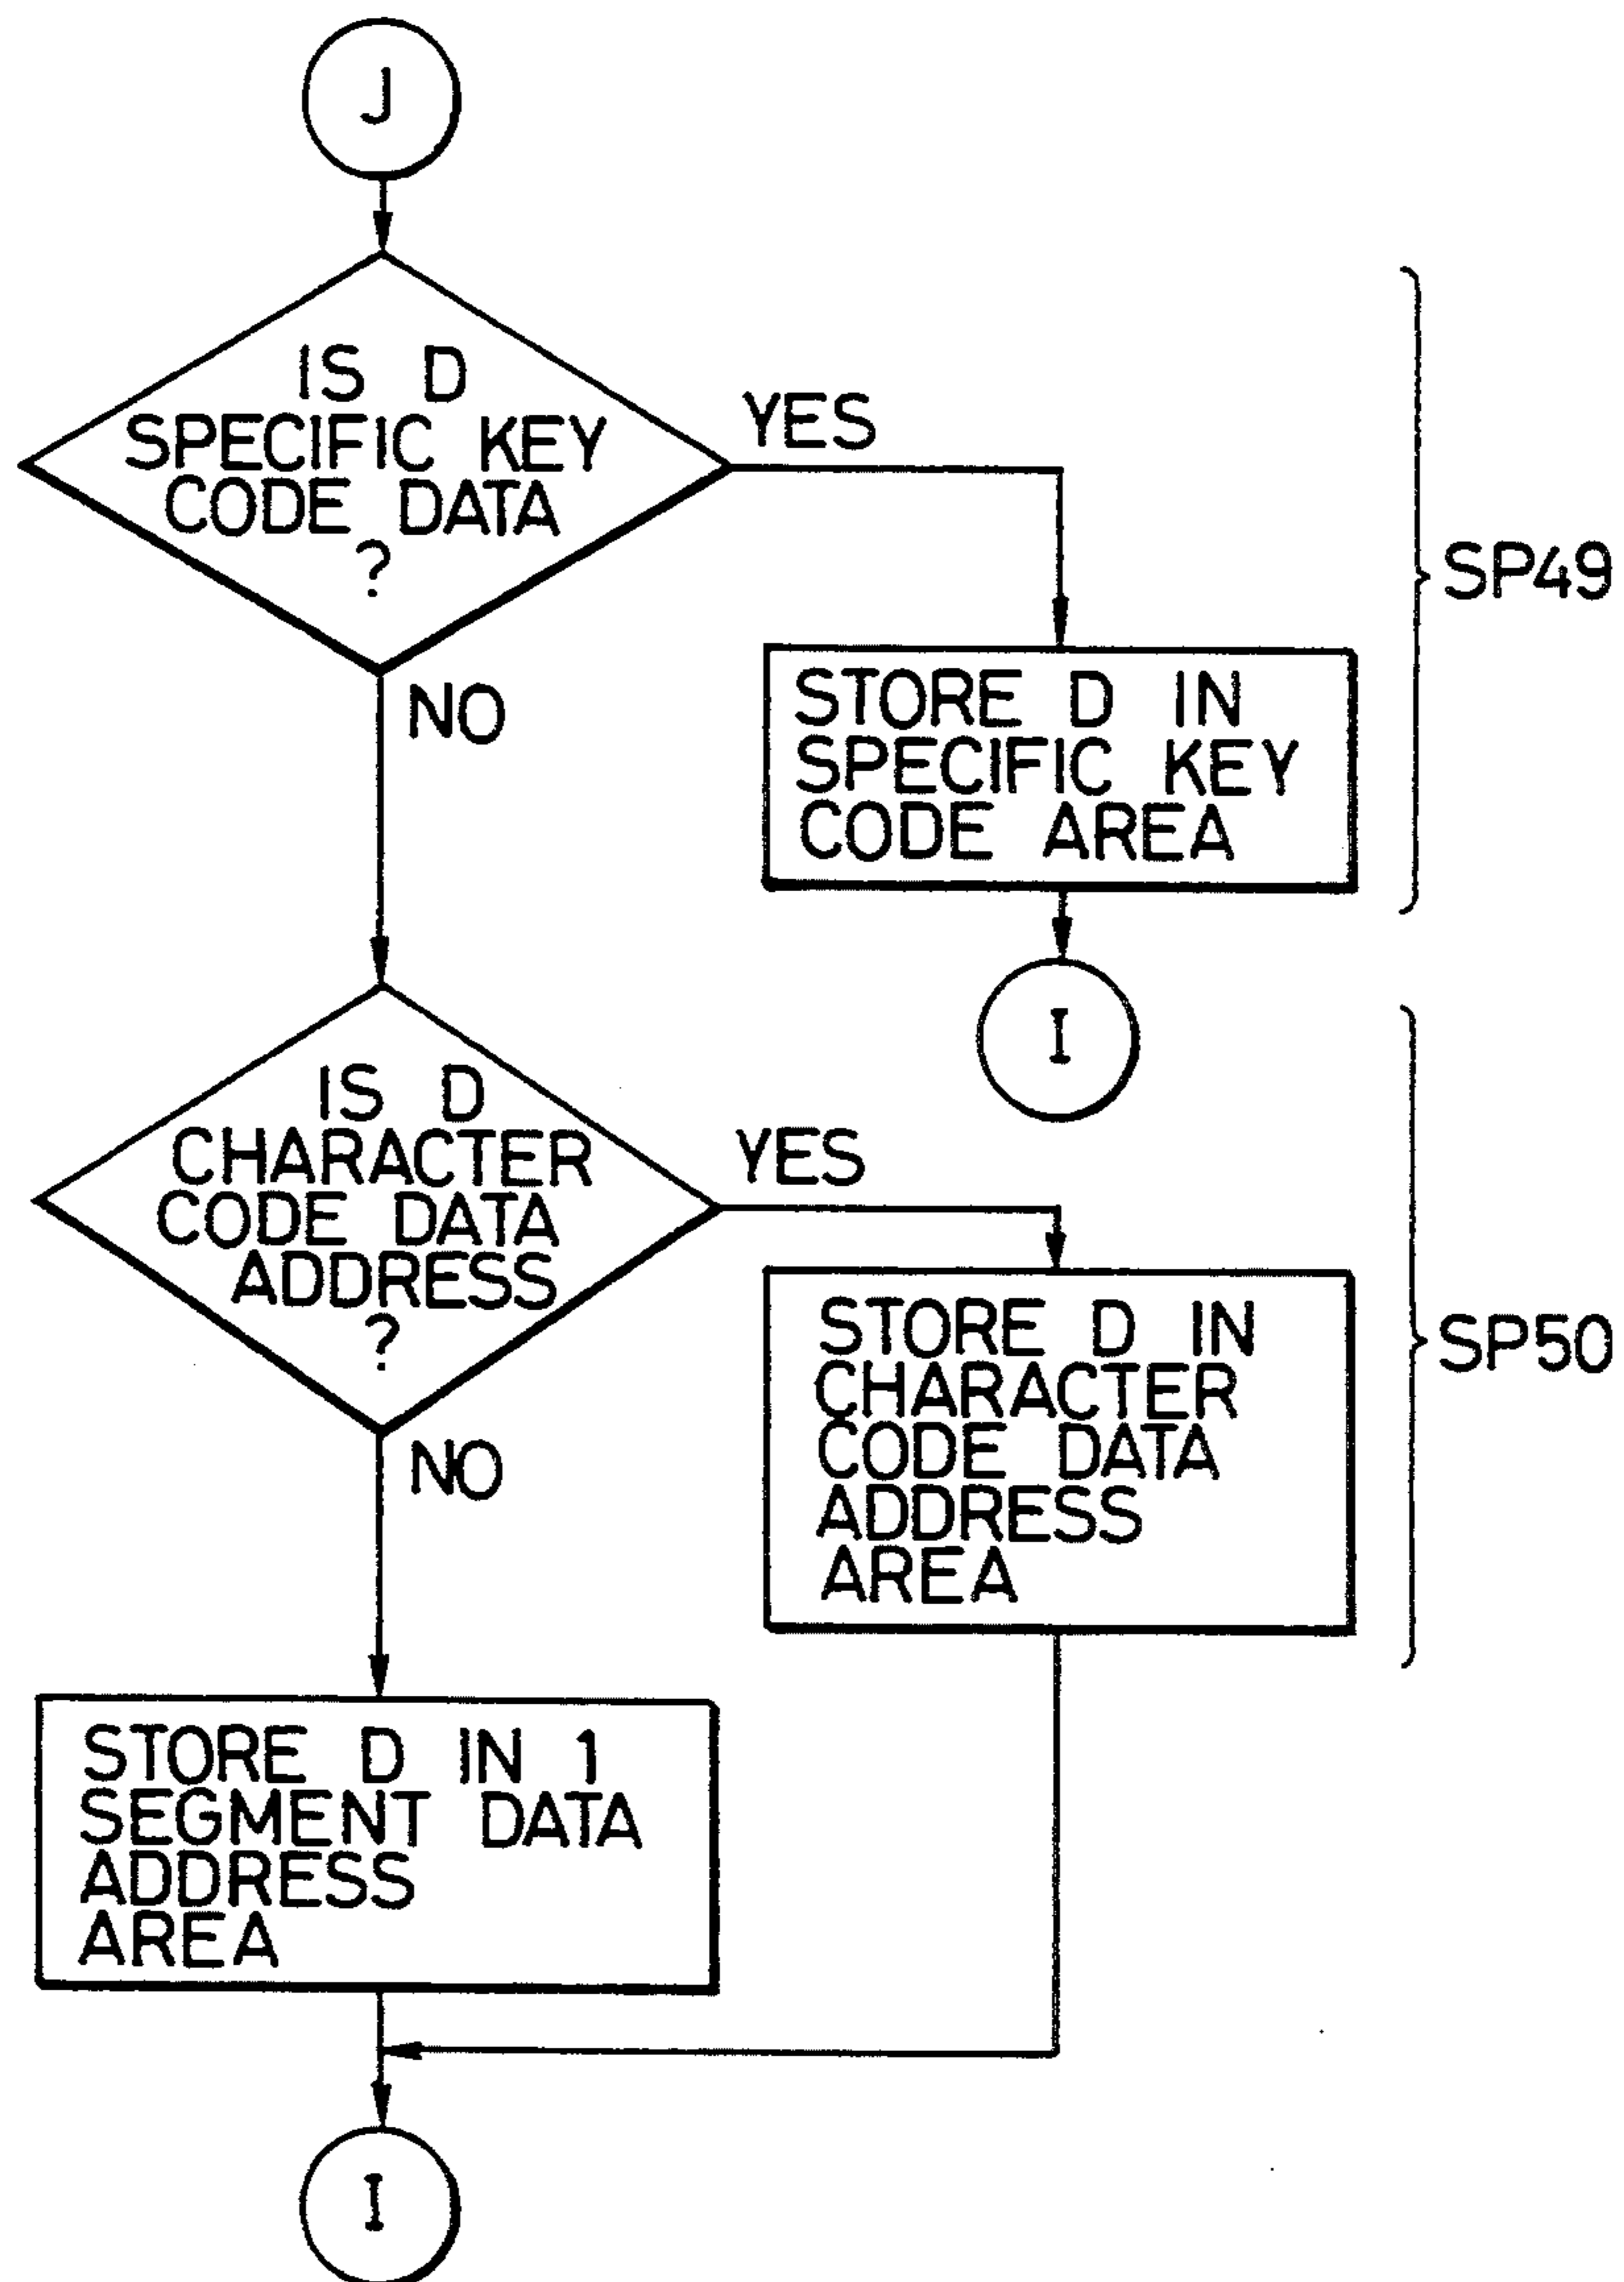 J
IS D
SPECIFIC KEY
CODE DATA
?
YES
NO
STORE D IN
SPECIFIC KEY
CODE AREA
SP49
I
IS D
CHARACTER
CODE DATA
ADDRESS
?
YES
NO
STORE D IN
CHARACTER
CODE DATA
ADDRESS
AREA
SP50
STORE D IN 1
SEGMENT DATA
ADDRESS
AREA
I